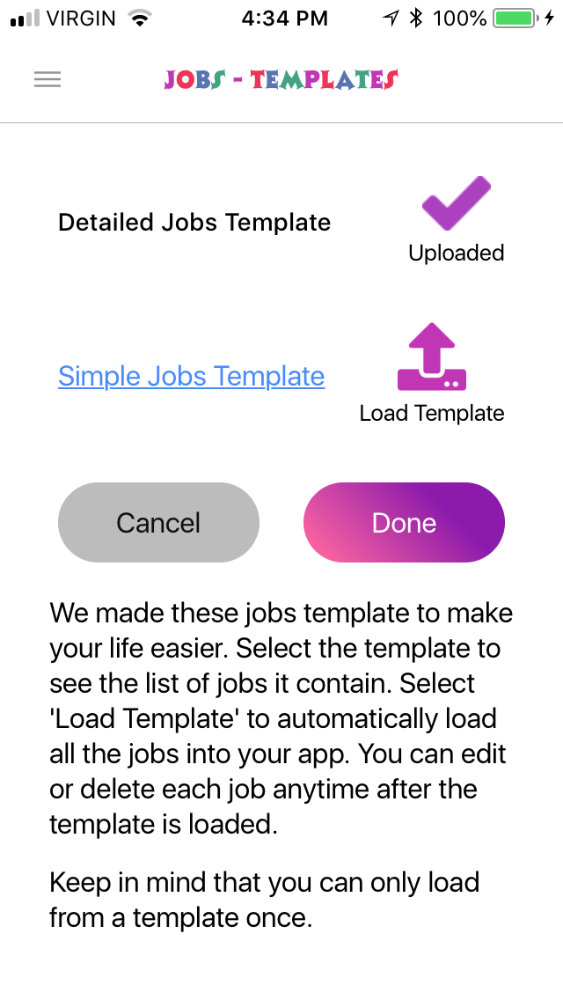 VIRGIN 4:34 PM 100%
JOBS - TEMPLATES
Detailed Jobs Template
Uploaded
Simple Jobs Template
Load Template
Cancel Done
We made these jobs template to make
your life easier. Select the template to
see the list of jobs it contain. Select
'Load Template' to automatically load
all the jobs into your app. You can edit
or delete each job anytime after the
template is loaded.
Keep in mind that you can only load
from a template once.